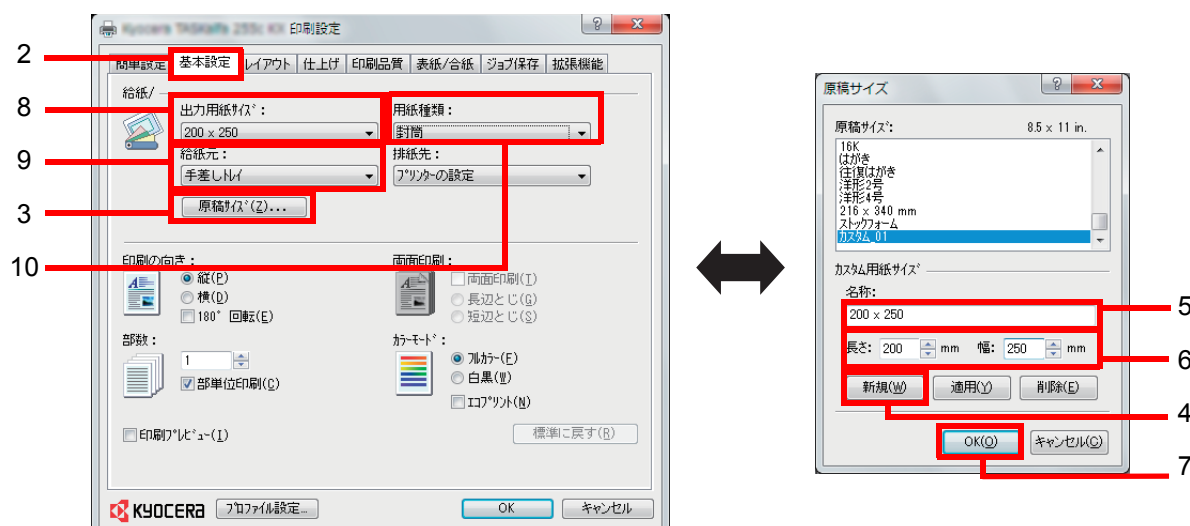 Kyocera TASKalfa 255c KX 印刷設定
2
簡単設定 基本設定 レイアウト 仕上げ 印刷品質 表紙/合紙 ジョブ保存 拡張機能
給紙/
8
出力用紙サイズ:
200 x 250
用紙種類:
封筒
9
給紙元:
手差しトレイ
排紙先:
プリンターの設定
3
原稿サイズ(Z)...
10
印刷の向き:
縦(P)
横(D)
180° 回転(E)
両面印刷:
両面印刷(T)
長辺とじ(G)
短辺とじ(S)
部数:
1
部単位印刷(C)
カラーモード:
フルカラー(F)
白黒(W)
エコプリント(N)
印刷プレビュー(I)
標準に戻す(R)
KYOCERA
プロファイル設定...
OK
キャンセル
原稿サイズ
原稿サイズ: 8.5 x 11 in.
16K
はがき
往復はがき
洋形2号
洋形4号
216 x 340 mm
ストックフォーム
カスタム_01
カスタム用紙サイズ
名称:
200 x 250
5
長さ: 200 mm 幅: 250 mm
6
新規(W) 適用(Y) 削除(E)
4
OK(O) キャンセル(C)
7